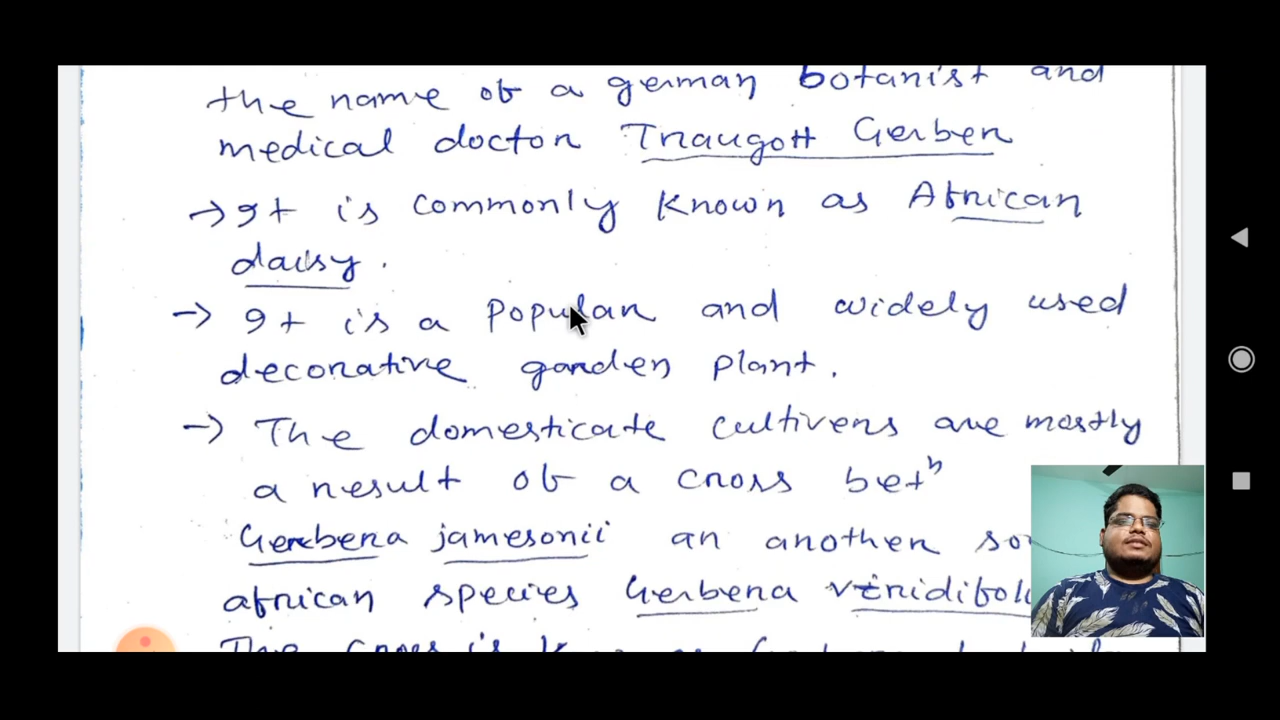 the name of a german botanist and
medical doctor Traugott Gerber
→ It is commonly known as African
daisy.
→ It is a popular and widely used
decorative garden plant.
→ The domesticate cultivers are mostly
a result of a cross betⁿ
Gerbera jamesonii an another
african species Gerbera
The